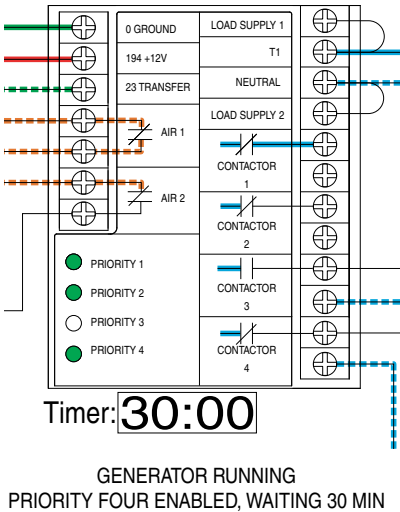 0 GROUND
LOAD SUPPLY 1
194 +12V
T1
23 TRANSFER
NEUTRAL
LOAD SUPPLY 2
AIR 1
CONTACTOR
1
AIR 2
CONTACTOR
2
PRIORITY 1
PRIORITY 2
CONTACTOR
3
PRIORITY 3
PRIORITY 4
CONTACTOR
4
Timer: 30:00
GENERATOR RUNNING
PRIORITY FOUR ENABLED, WAITING 30 MIN